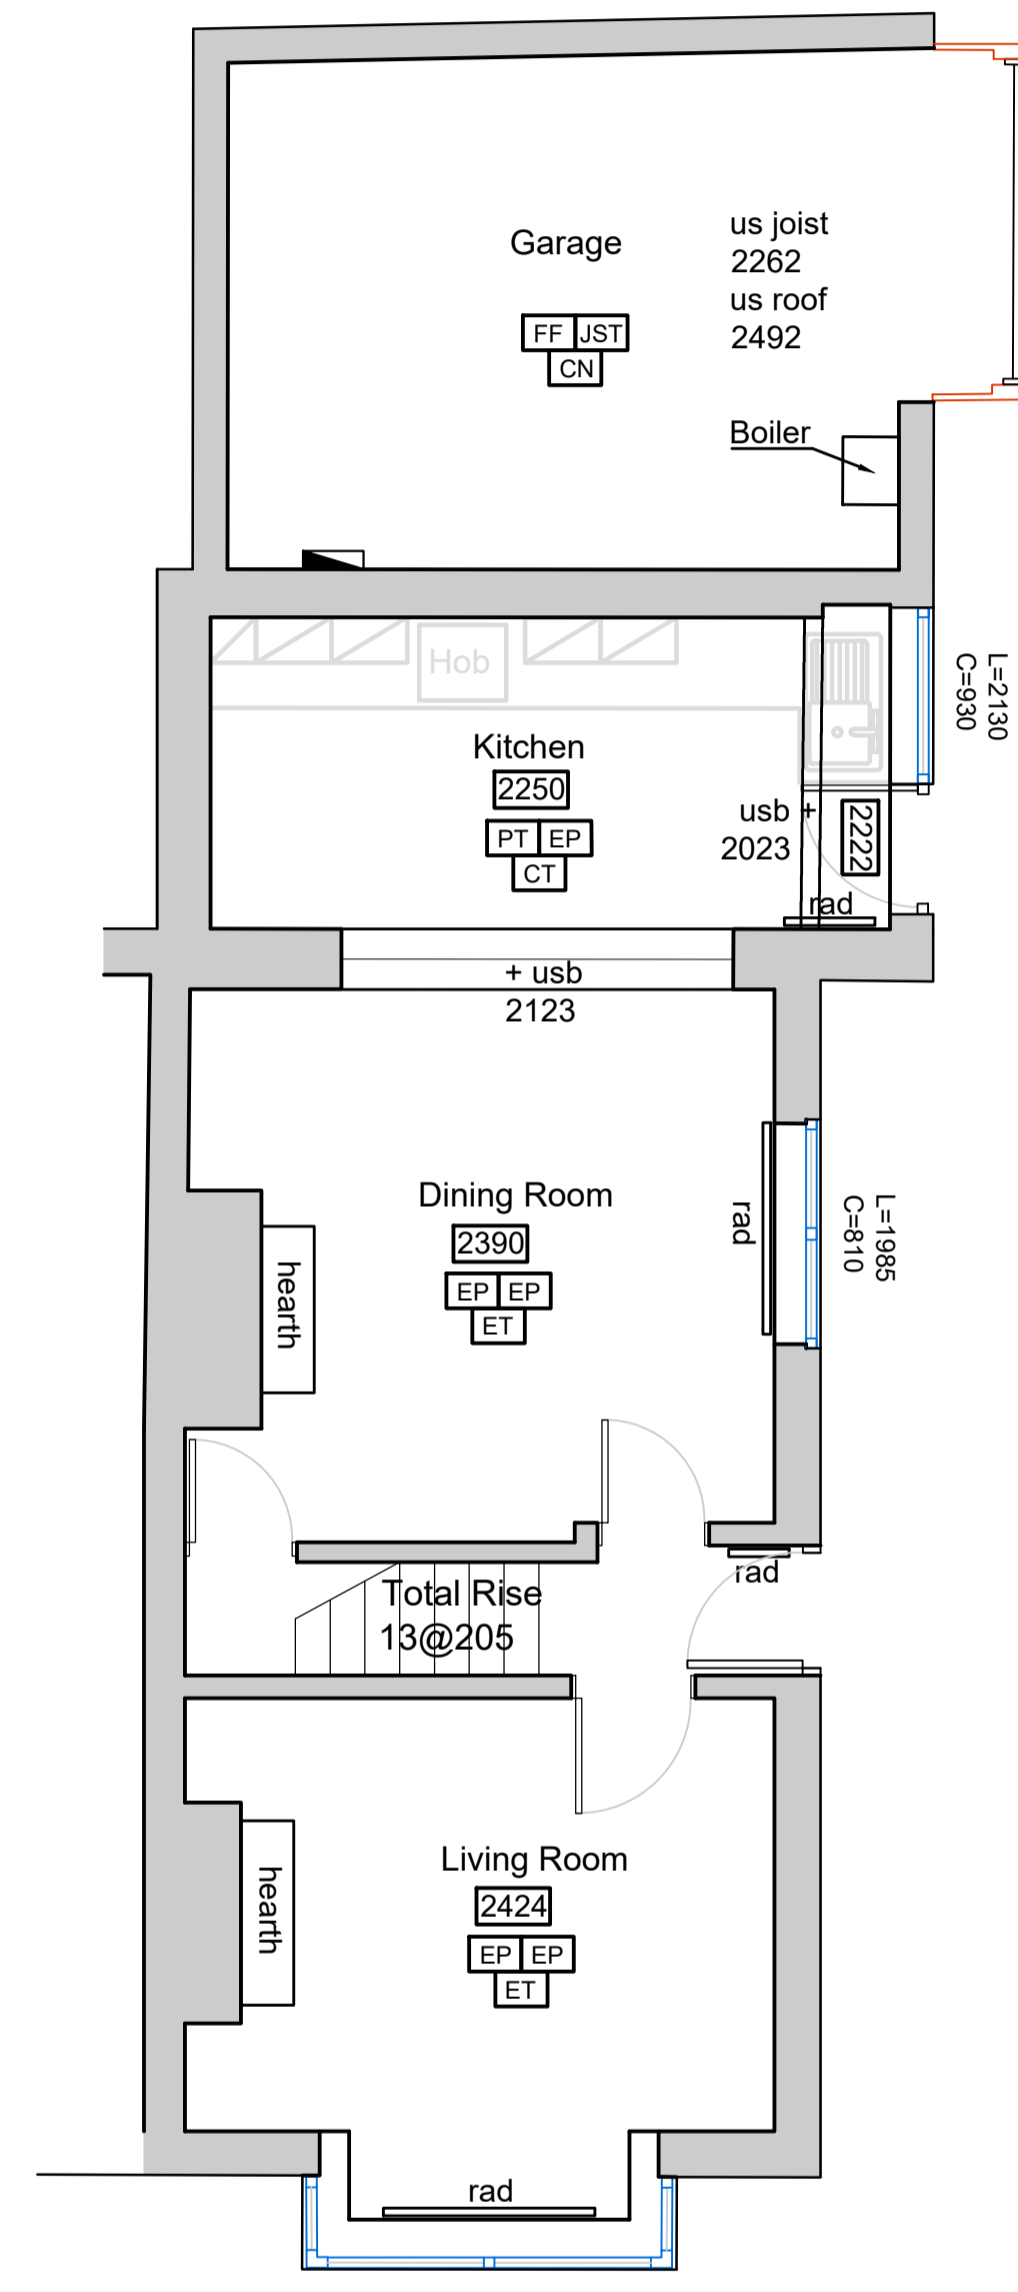 Garage
us joist
2262
us roof
2492
FF JST
CN
Boiler
Hob
Kitchen
2250
PT EP
CT
usb +
2023
2222
rad
L=2130
C=930
+ usb
2123
Dining Room
2390
EP EP
ET
hearth
rad
L=1985
C=810
Total Rise
13@205
rad
Living Room
2424
EP EP
ET
hearth
rad